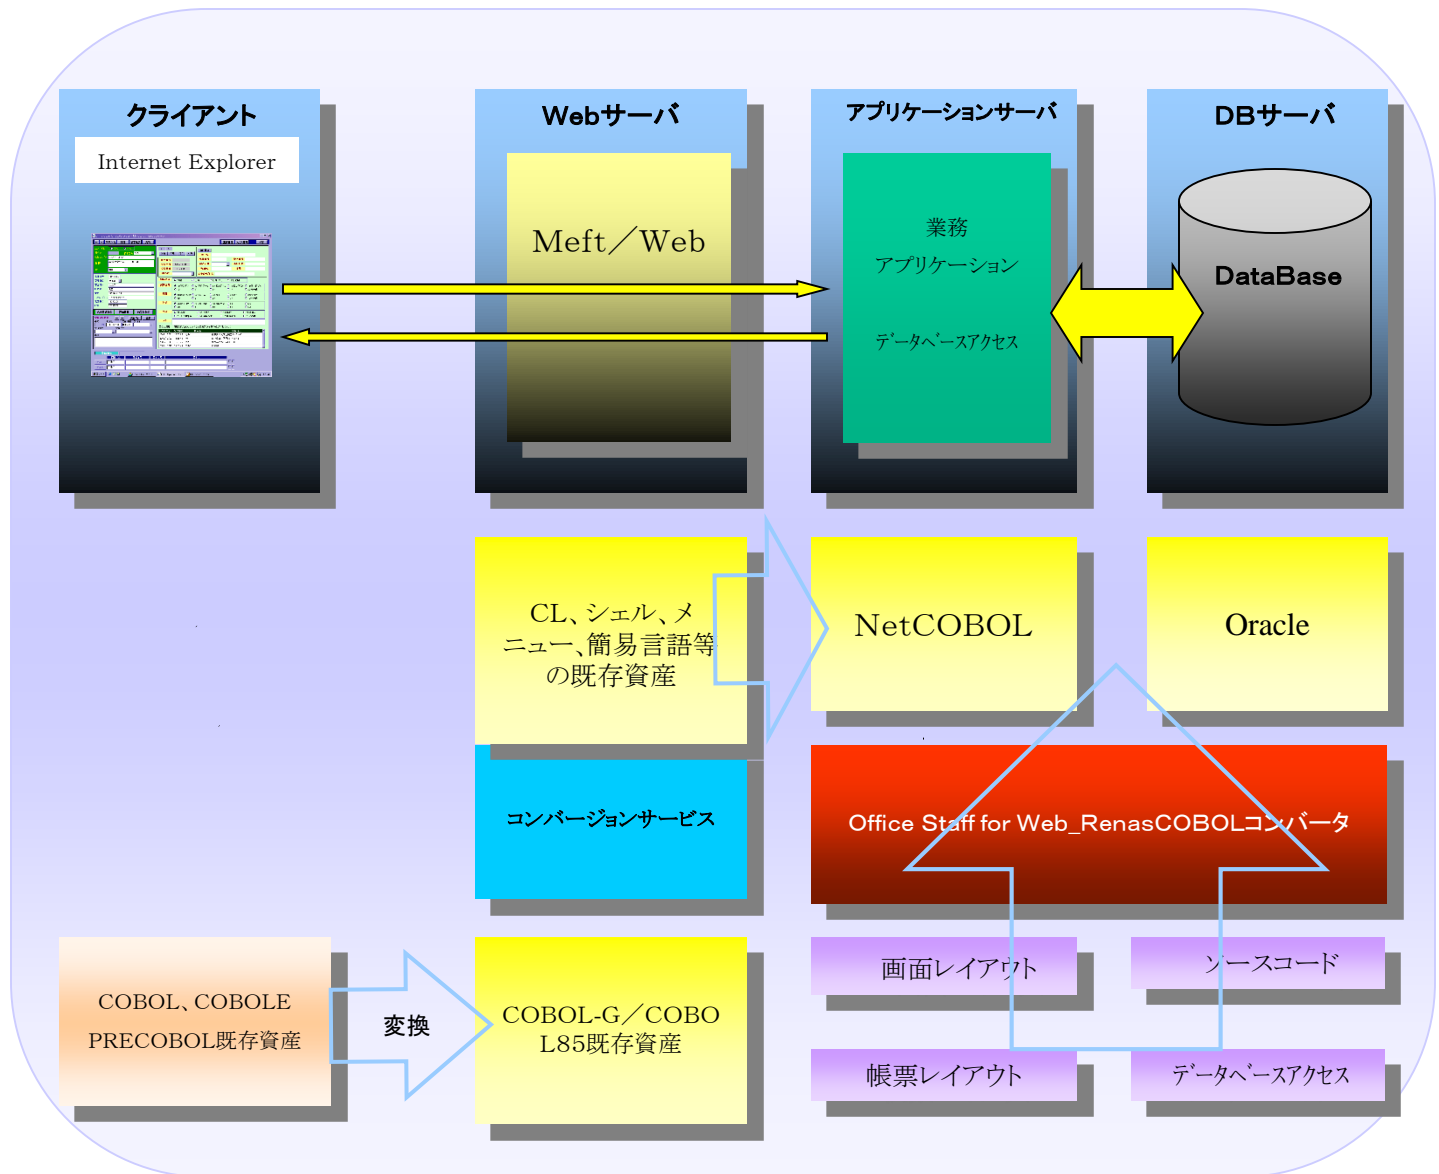 クライアント
Internet Explorer
Webサーバ
Meft／Web
アプリケーションサーバ
業務
アプリケーション
データベースアクセス
DBサーバ
DataBase
CL、シェル、メ
ニュー、簡易言語等
の既存資産
NetCOBOL
Oracle
コンバージョンサービス
Office Staff for Web_RenasCOBOLコンバータ
COBOL、COBOLE
PRECOBOL既存資産
変換
COBOL-G／COBO
L85既存資産
画面レイアウト
ソースコード
帳票レイアウト
データベースアクセス